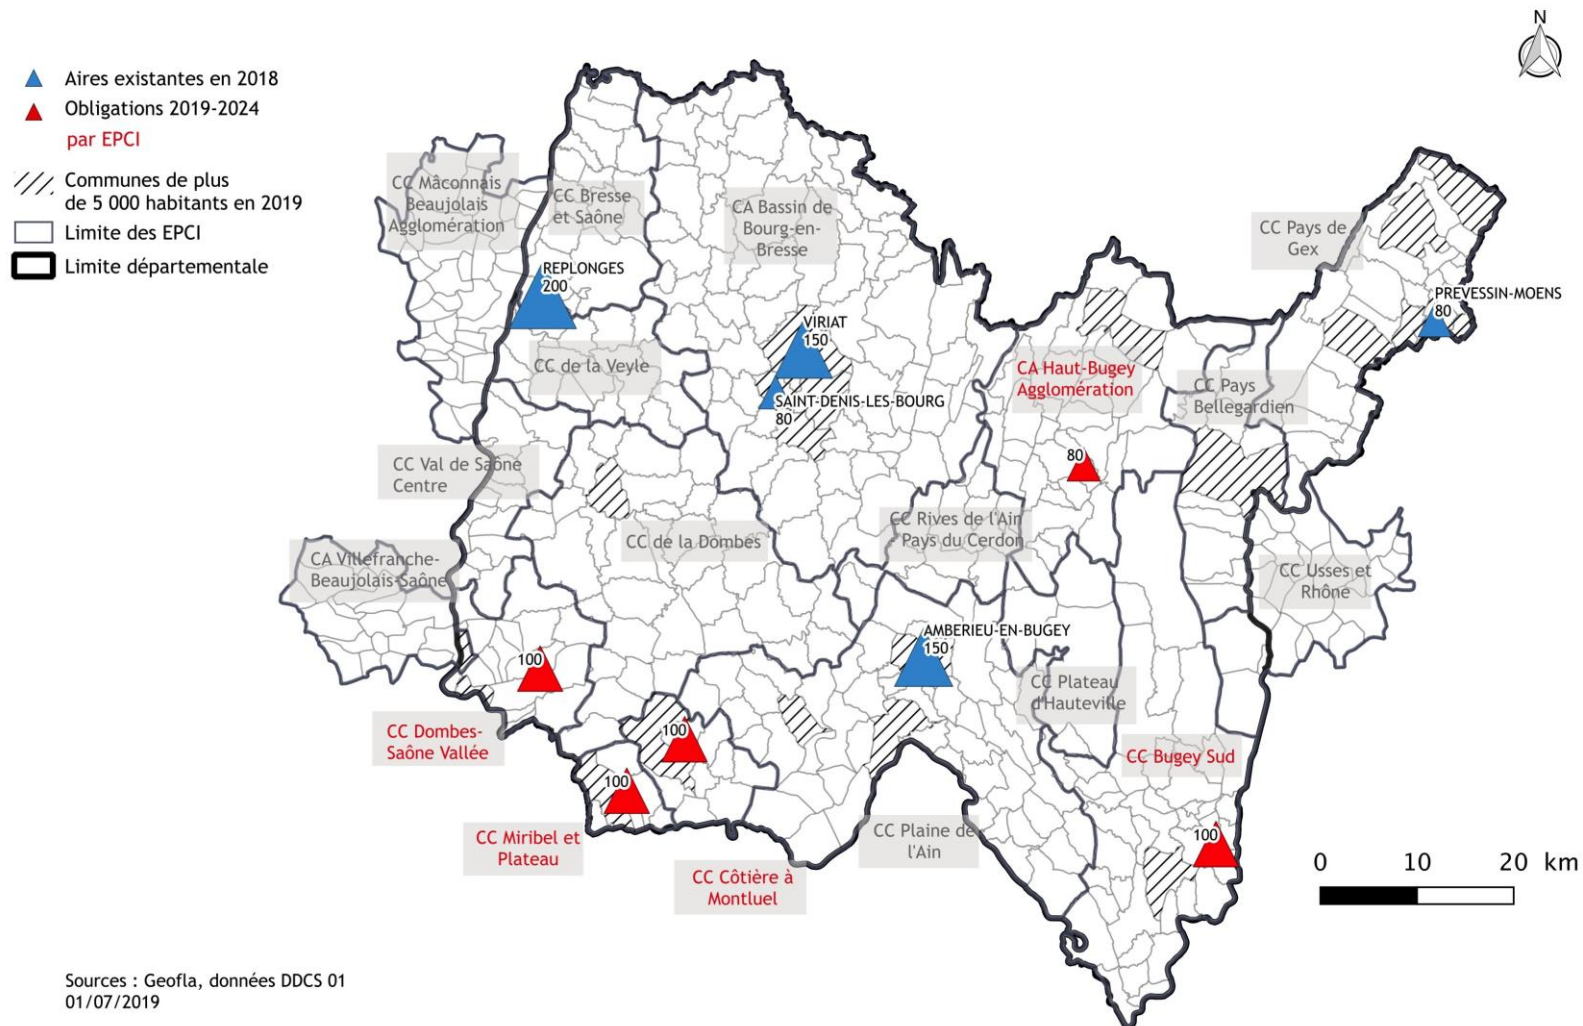 N
Aires existantes en 2018
Obligations 2019-2024
par EPCI
Communes de plus
de 5 000 habitants en 2019
Limite des EPCI
Limite départementale
CC Mâconnais
Beaujolais
Agglomération
CC Bresse
et Saône
CA Bassin de
Bourg-en-
Bresse
CC Pays de
Gex
REPLONGES
200
PREVESSIN-MOENS
80
VIRIAT
150
CC de la Veyle
CA Haut-Bugey
Agglomération
SAINT-DENIS-LES-BOURG
80
CC Pays
Bellegardien
CC Val de Saône
Centre
80
CC Rives de l'Ain
- Pays du Cerdon
CC de la Dombes
CA Villefranche-
Beaujolais-Saône
CC Usses et
Rhône
AMBERIEU-EN-BUGEY
150
100
CC Plateau
d'Hauteville
CC Dombes-
Saône Vallée
100
CC Bugey Sud
100
CC Miribel et
Plateau
CC Plaine de
l'Ain
100
CC Côtière à
Montluel
0 10 20 km
Sources : Geofla, données DDCS 01
01/07/2019